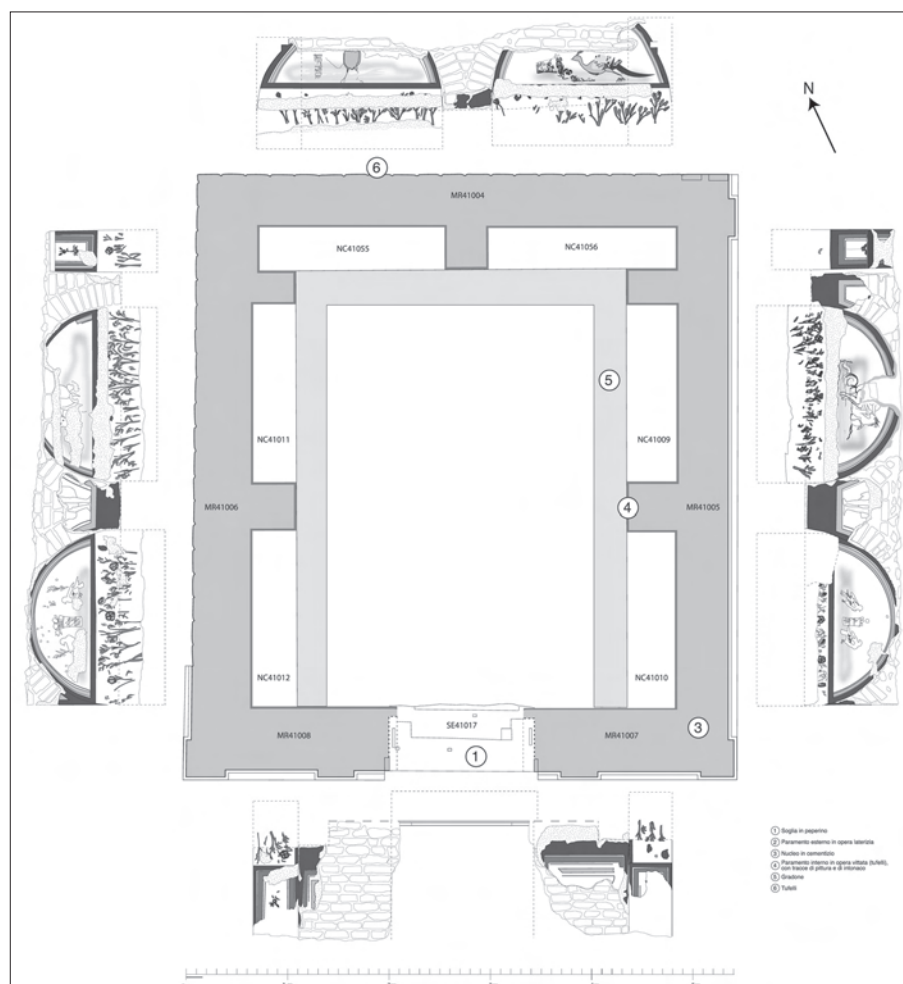 N
6
MR41004
NC41055
NC41056
5
NC41011
NC41009
4
MR41006
MR41005
NC41012
NC41010
SE41017
3
MR41008
MR41007
1
1 Soglia in peperino
2 Paramento esterno in opera laterizia
3 Nucleo in cementizio
4 Paramento interno in opera vittata (tufelli),
con tracce di pittura e di intonaco
5 Gradone
6 Tufelli